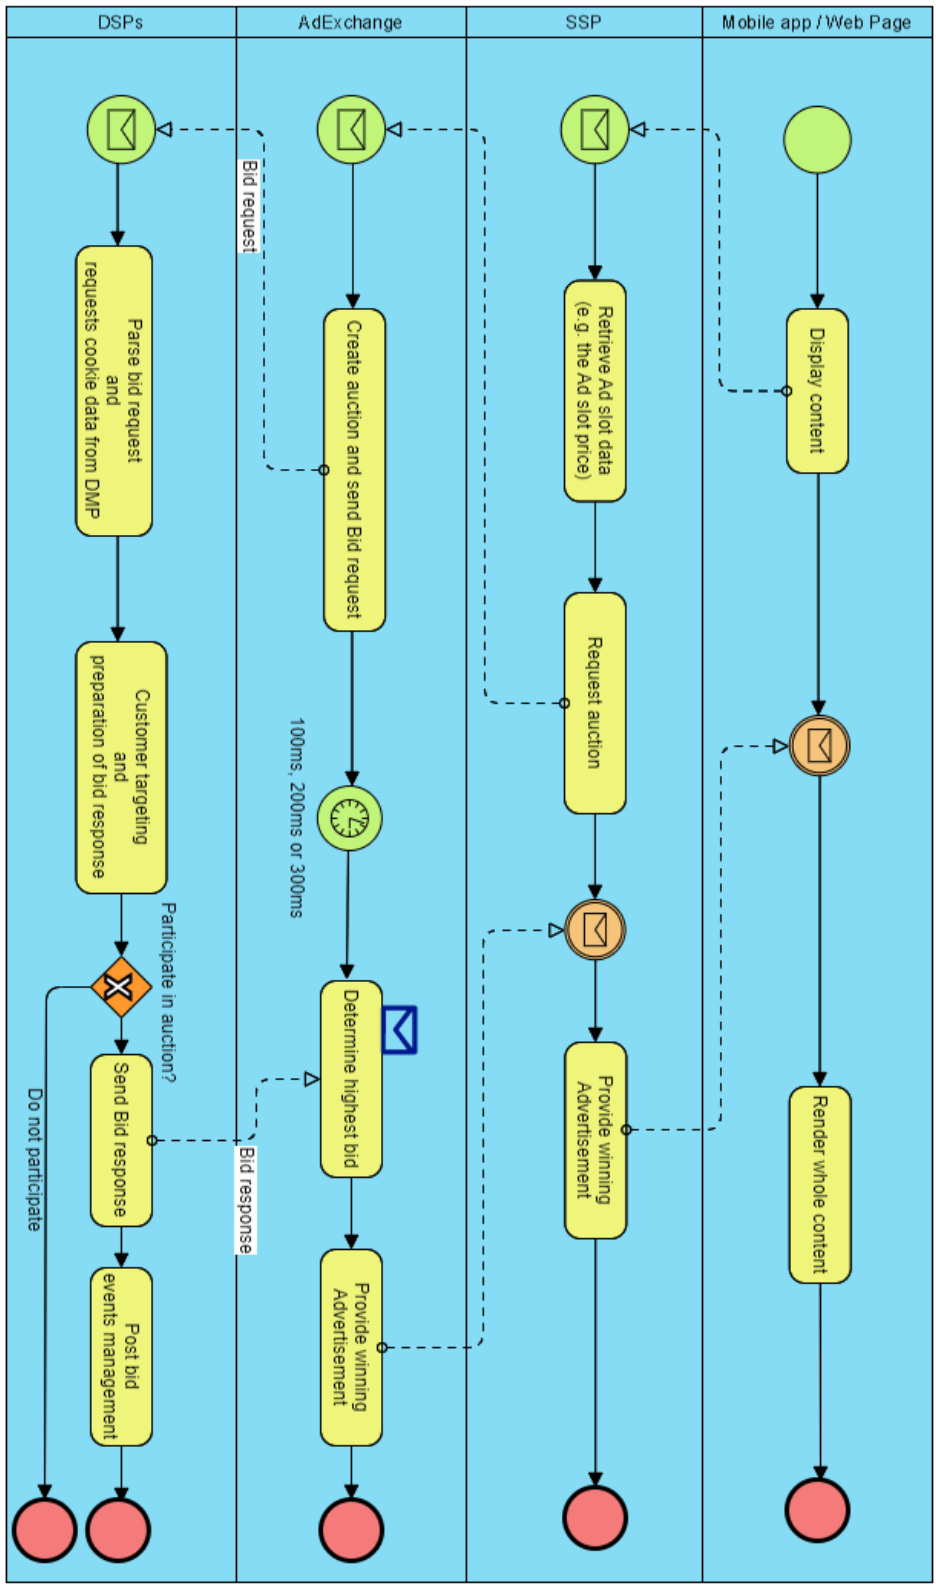 DSPs
AdExchange
SSP
Mobile app / Web Page
Bid request
Parse bid request
and
requests cookie data from DMP
Customer targeting
and
preparation of bid response
Participate in auction?
Do not participate
Send Bid response
Post bid
events management
Create auction and send Bid request
100ms, 200ms or 300ms
Determine highest bid
Bid response
Provide winning
Advertisement
Retrieve Ad slot data
(e.g. the Ad slot price)
Request auction
Provide winning
Advertisement
Display content
Render whole content